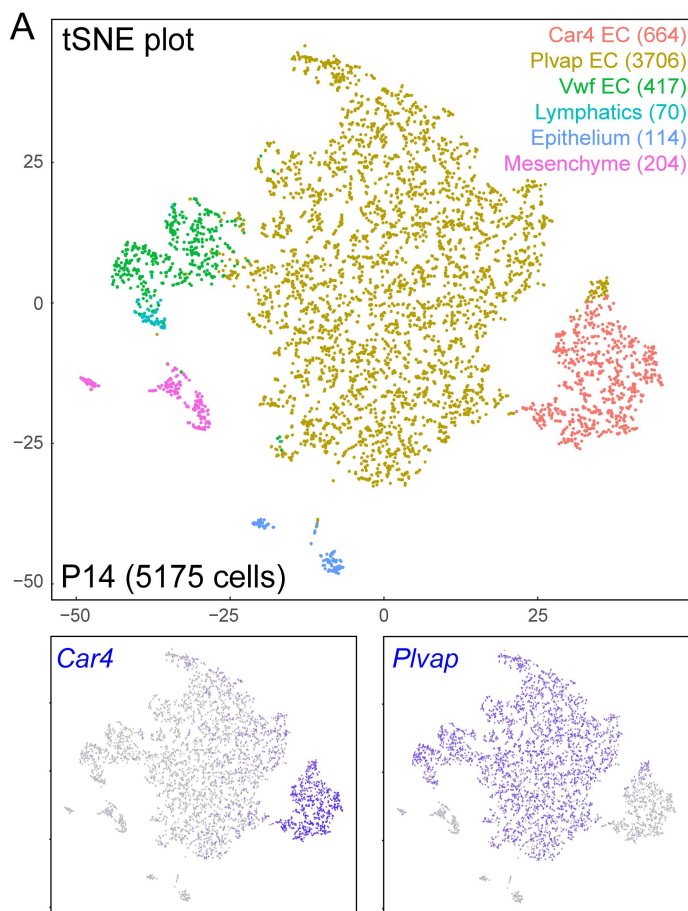 A
tSNE plot
Car4 EC (664)
Plvap EC (3706)
Vwf EC (417)
Lymphatics (70)
Epithelium (114)
Mesenchyme (204)
25
0
−25
−50
P14 (5175 cells)
−50 −25 0 25
Car4 Plvap